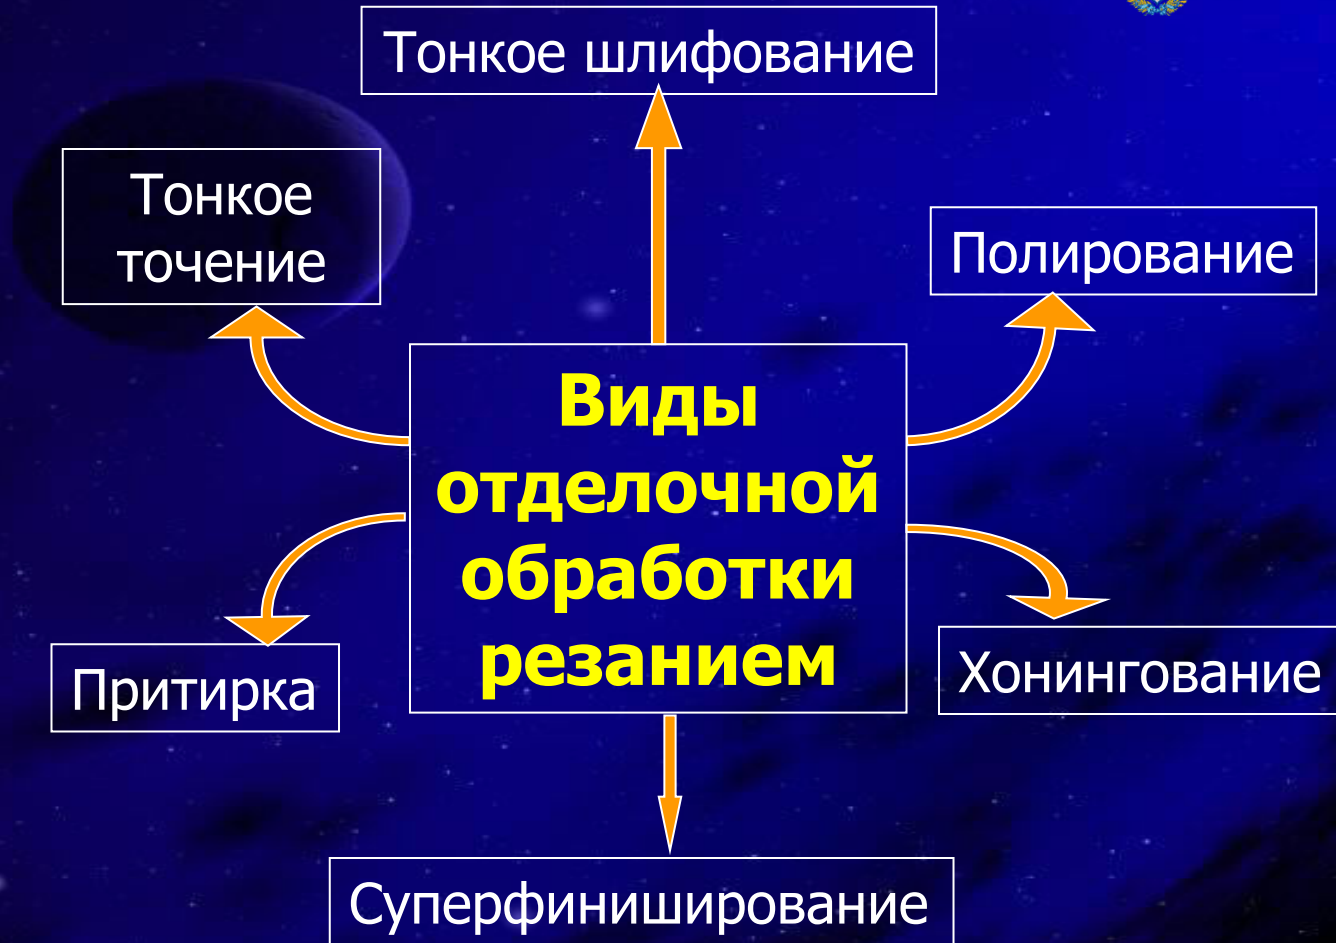 Тонкое шлифование
Тонкое
точение
Полирование
Виды
отделочной
обработки
резанием
Притирка
Хонингование
Суперфиниширование